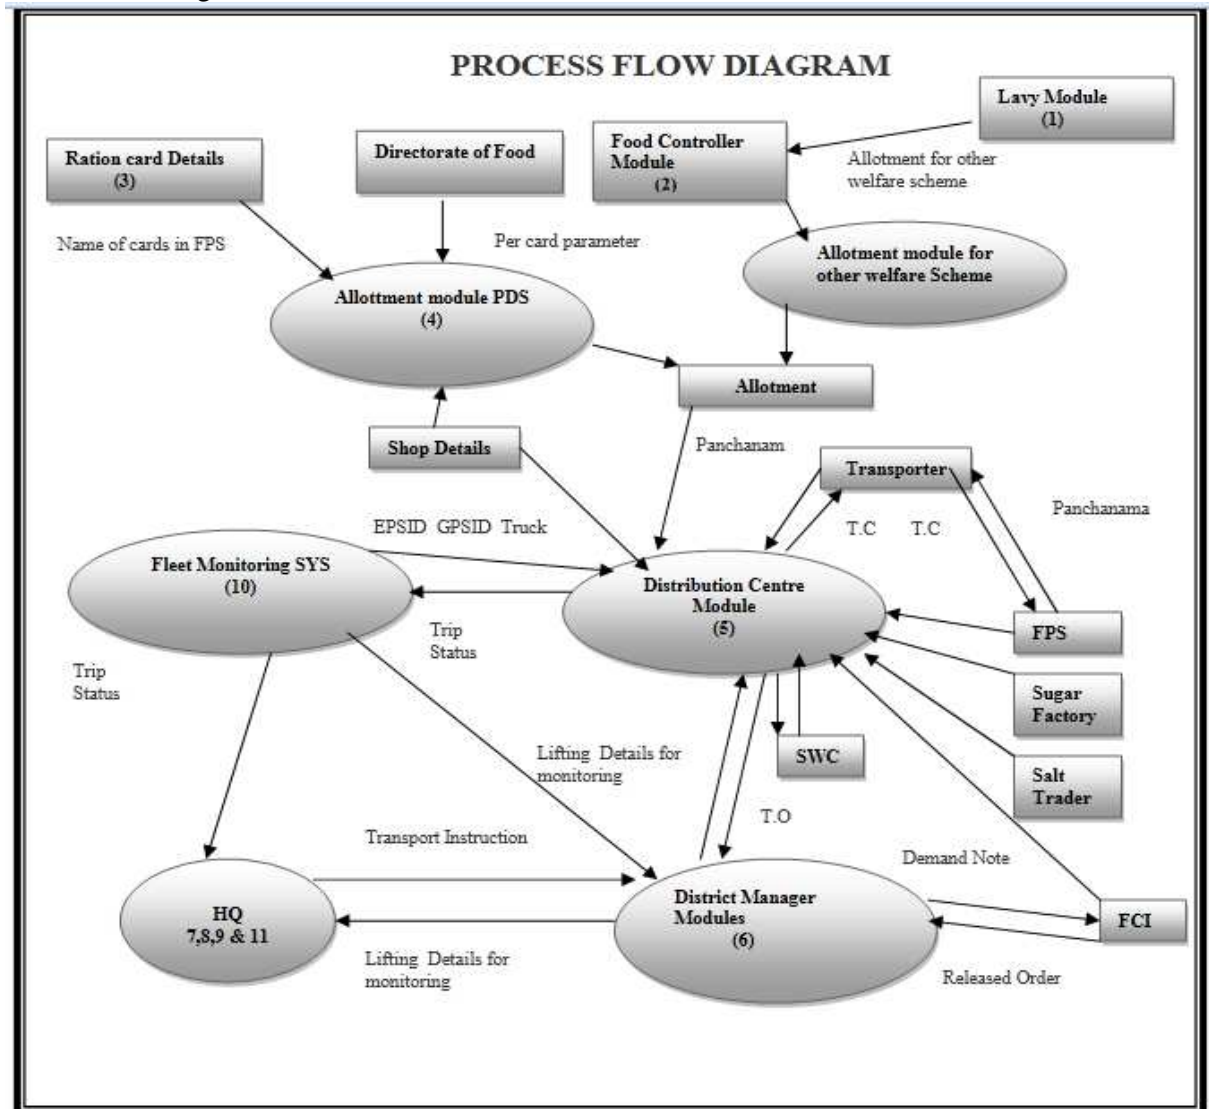 PROCESS FLOW DIAGRAM
Lavy Module
(1)
Food Controller
Module
(2)
Directorate of Food
Ration card Details
(3)
Allotment for other
welfare scheme
Name of cards in FPS
Per card parameter
Allotment module for
other welfare Scheme
Allottment module PDS
(4)
Allotment
Shop Details
Panchanam
Transporter
Panchanama
EPSID GPSID Truck
T.C T.C
Fleet Monitoring SYS
(10)
Distribution Centre
Module
(5)
FPS
Trip
Status
Trip
Status
Sugar
Factory
Lifting Details for
monitoring
SWC
Salt
Trader
T.O
Transport Instruction
Demand Note
HQ
7,8,9 & 11
District Manager
Modules
(6)
FCI
Lifting Details for
monitoring
Released Order